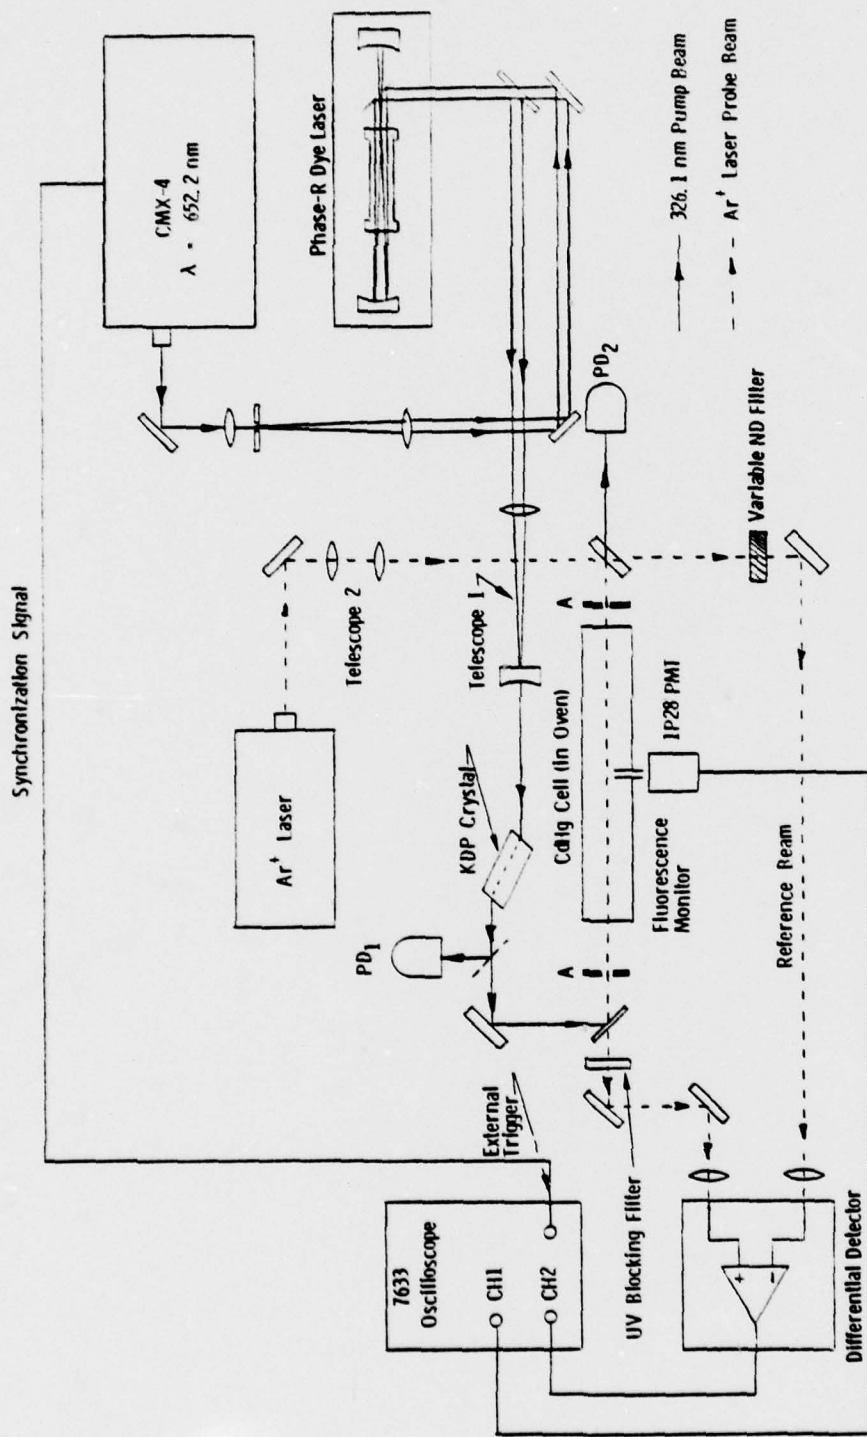 Synchronization Signal
CMX-4
λ = 652.2 nm
Phase-R Dye Laser
Ar+ Laser
Telescope 2
Telescope 1
KDP Crystal
PD1
PD2
A
A
CdHg Cell (In Oven)
Fluorescence
Monitor
1P28 PMT
Variable ND Filter
Reference Beam
326.1 nm Pump Beam
Ar+ Laser Probe Beam
External
Trigger
7633
Oscilloscope
CH1
CH2
UV Blocking Filter
+
-
Differential Detector